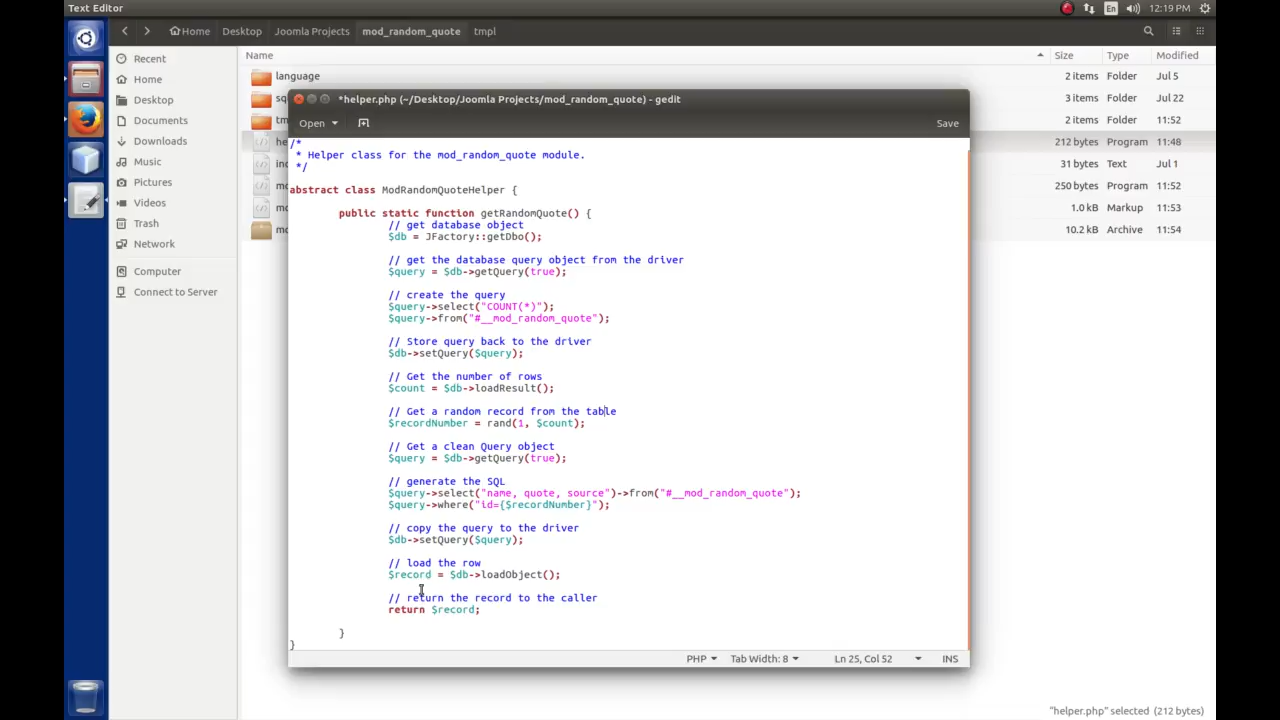 Text Editor
En
12:19 PM
Home
Desktop
Joomla Projects
mod_random_quote
tmpl
Recent
Home
Desktop
Documents
Downloads
Music
Pictures
Videos
Trash
Network
Computer
Connect to Server
Name
Size
Type
Modified
language
2 items
Folder
Jul 5
3 items
Folder
Jul 22
2 items
Folder
11:52
212 bytes
Program
11:48
31 bytes
Text
Jul 1
250 bytes
Program
11:52
1.0 kB
Markup
11:53
10.2 kB
Archive
11:54
*helper.php (~/Desktop/Joomla Projects/mod_random_quote) - gedit
Open
Save
/*
* Helper class for the mod_random_quote module.
*/
abstract class ModRandomQuoteHelper {
public static function getRandomQuote() {
// get database object
$db = JFactory::getDbo();
// get the database query object from the driver
$query = $db->getQuery(true);
// create the query
$query->select("COUNT(*)");
$query->from("#__mod_random_quote");
// Store query back to the driver
$db->setQuery($query);
// Get the number of rows
$count = $db->loadResult();
// Get a random record from the table
$recordNumber = rand(1, $count);
// Get a clean Query object
$query = $db->getQuery(true);
// generate the SQL
$query->select("name, quote, source")->from("#__mod_random_quote");
$query->where("id={$recordNumber}");
// copy the query to the driver
$db->setQuery($query);
// load the row
$record = $db->loadObject();
// return the record to the caller
return $record;
}
}
PHP
Tab Width: 8
Ln 25, Col 52
INS
"helper.php" selected (212 bytes)